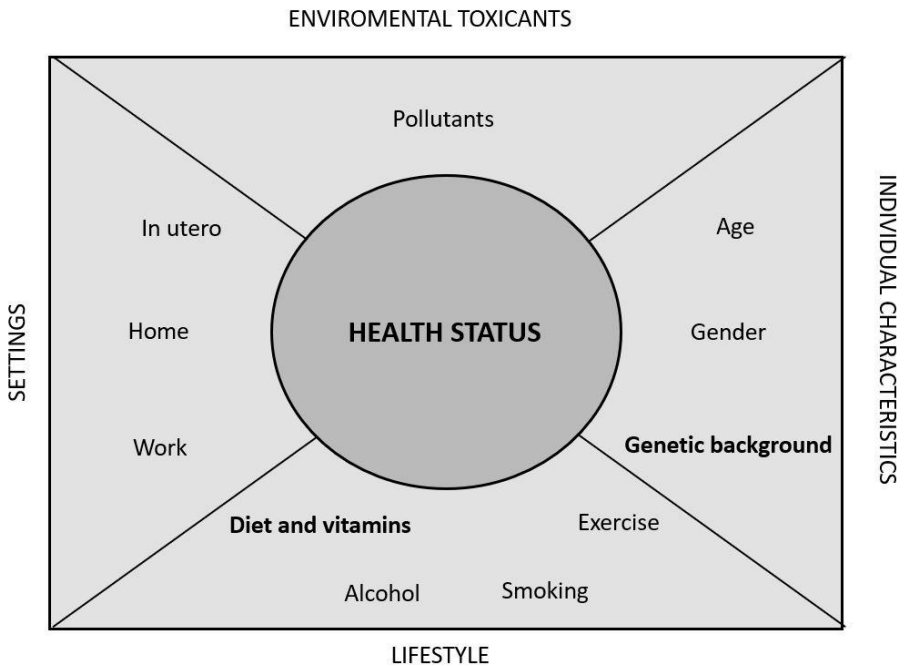 ENVIROMENTAL TOXICANTS
Pollutants
In utero
Age
Home
HEALTH STATUS
Gender
SETTINGS
INDIVIDUAL CHARACTERISTICS
Work
Genetic background
Diet and vitamins
Exercise
Alcohol
Smoking
LIFESTYLE